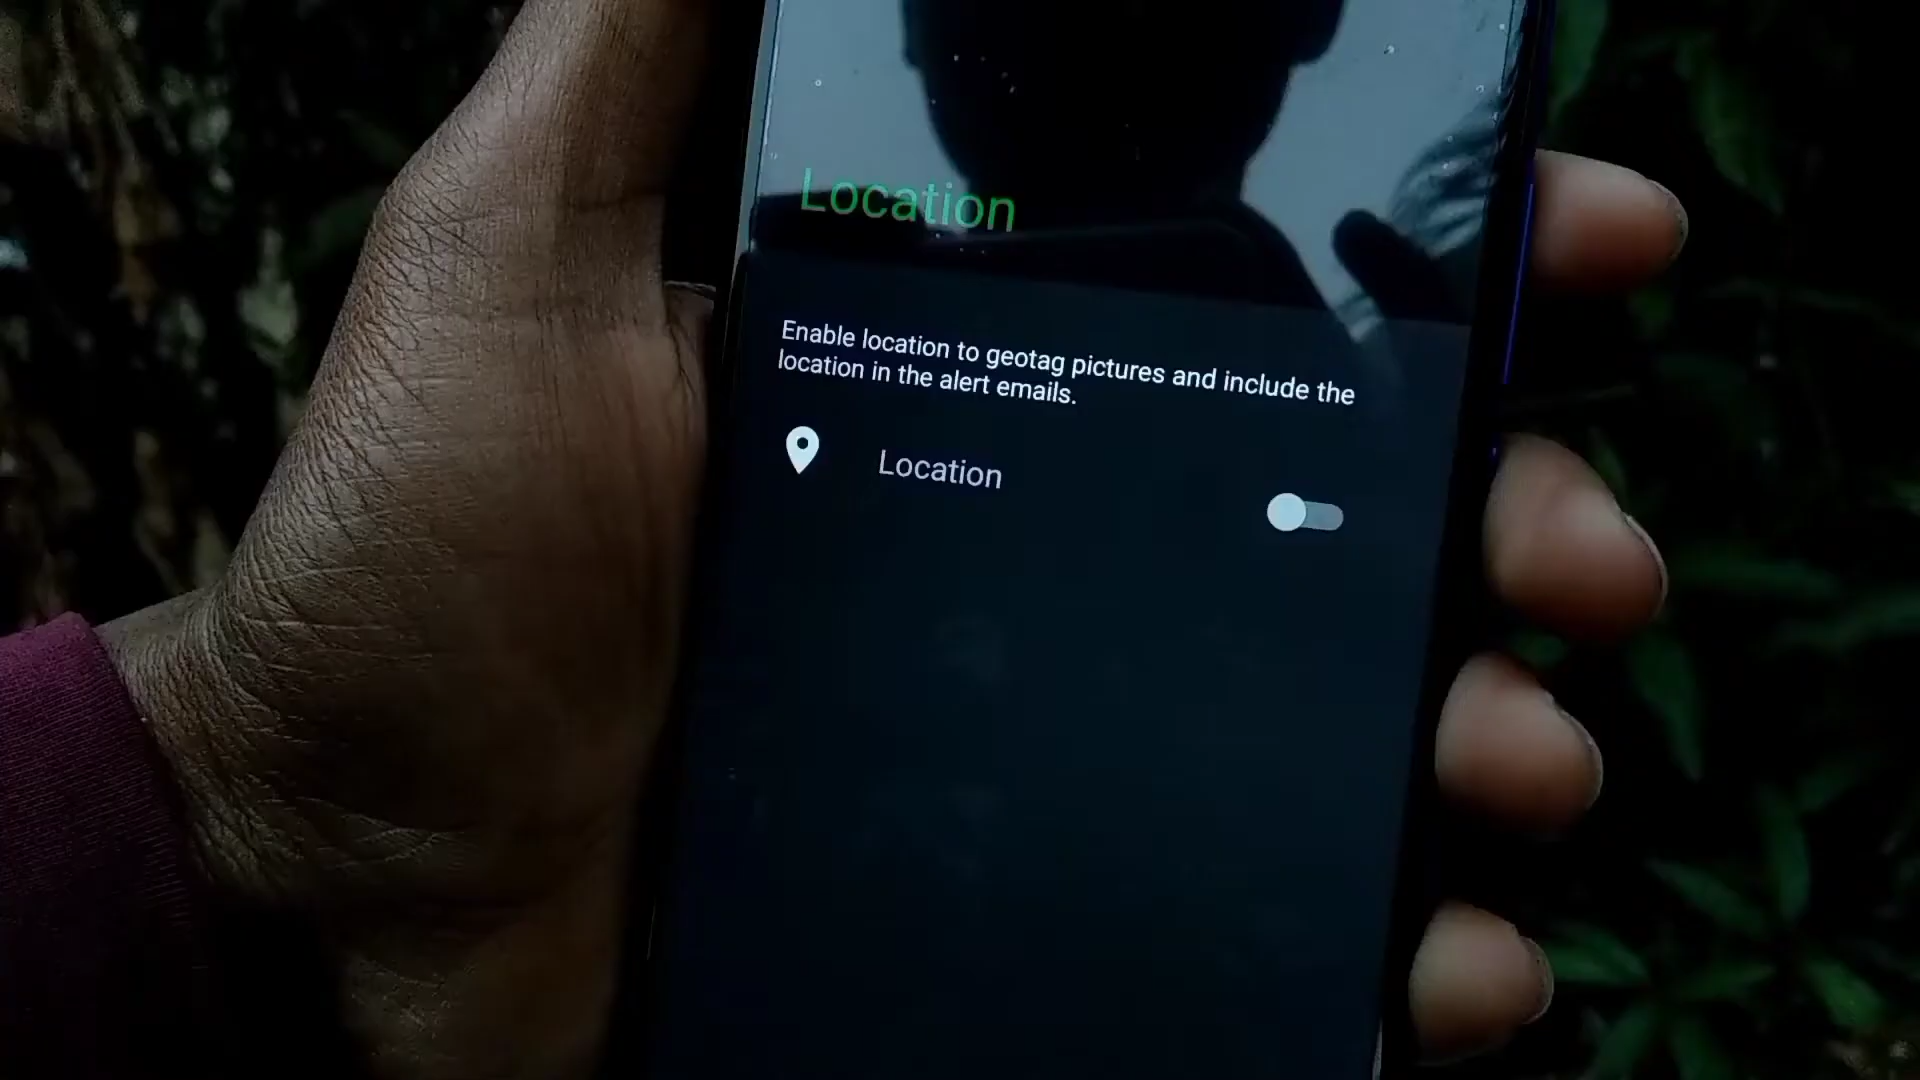 Location
Enable location to geotag pictures and include the
location in the alert emails.
Location